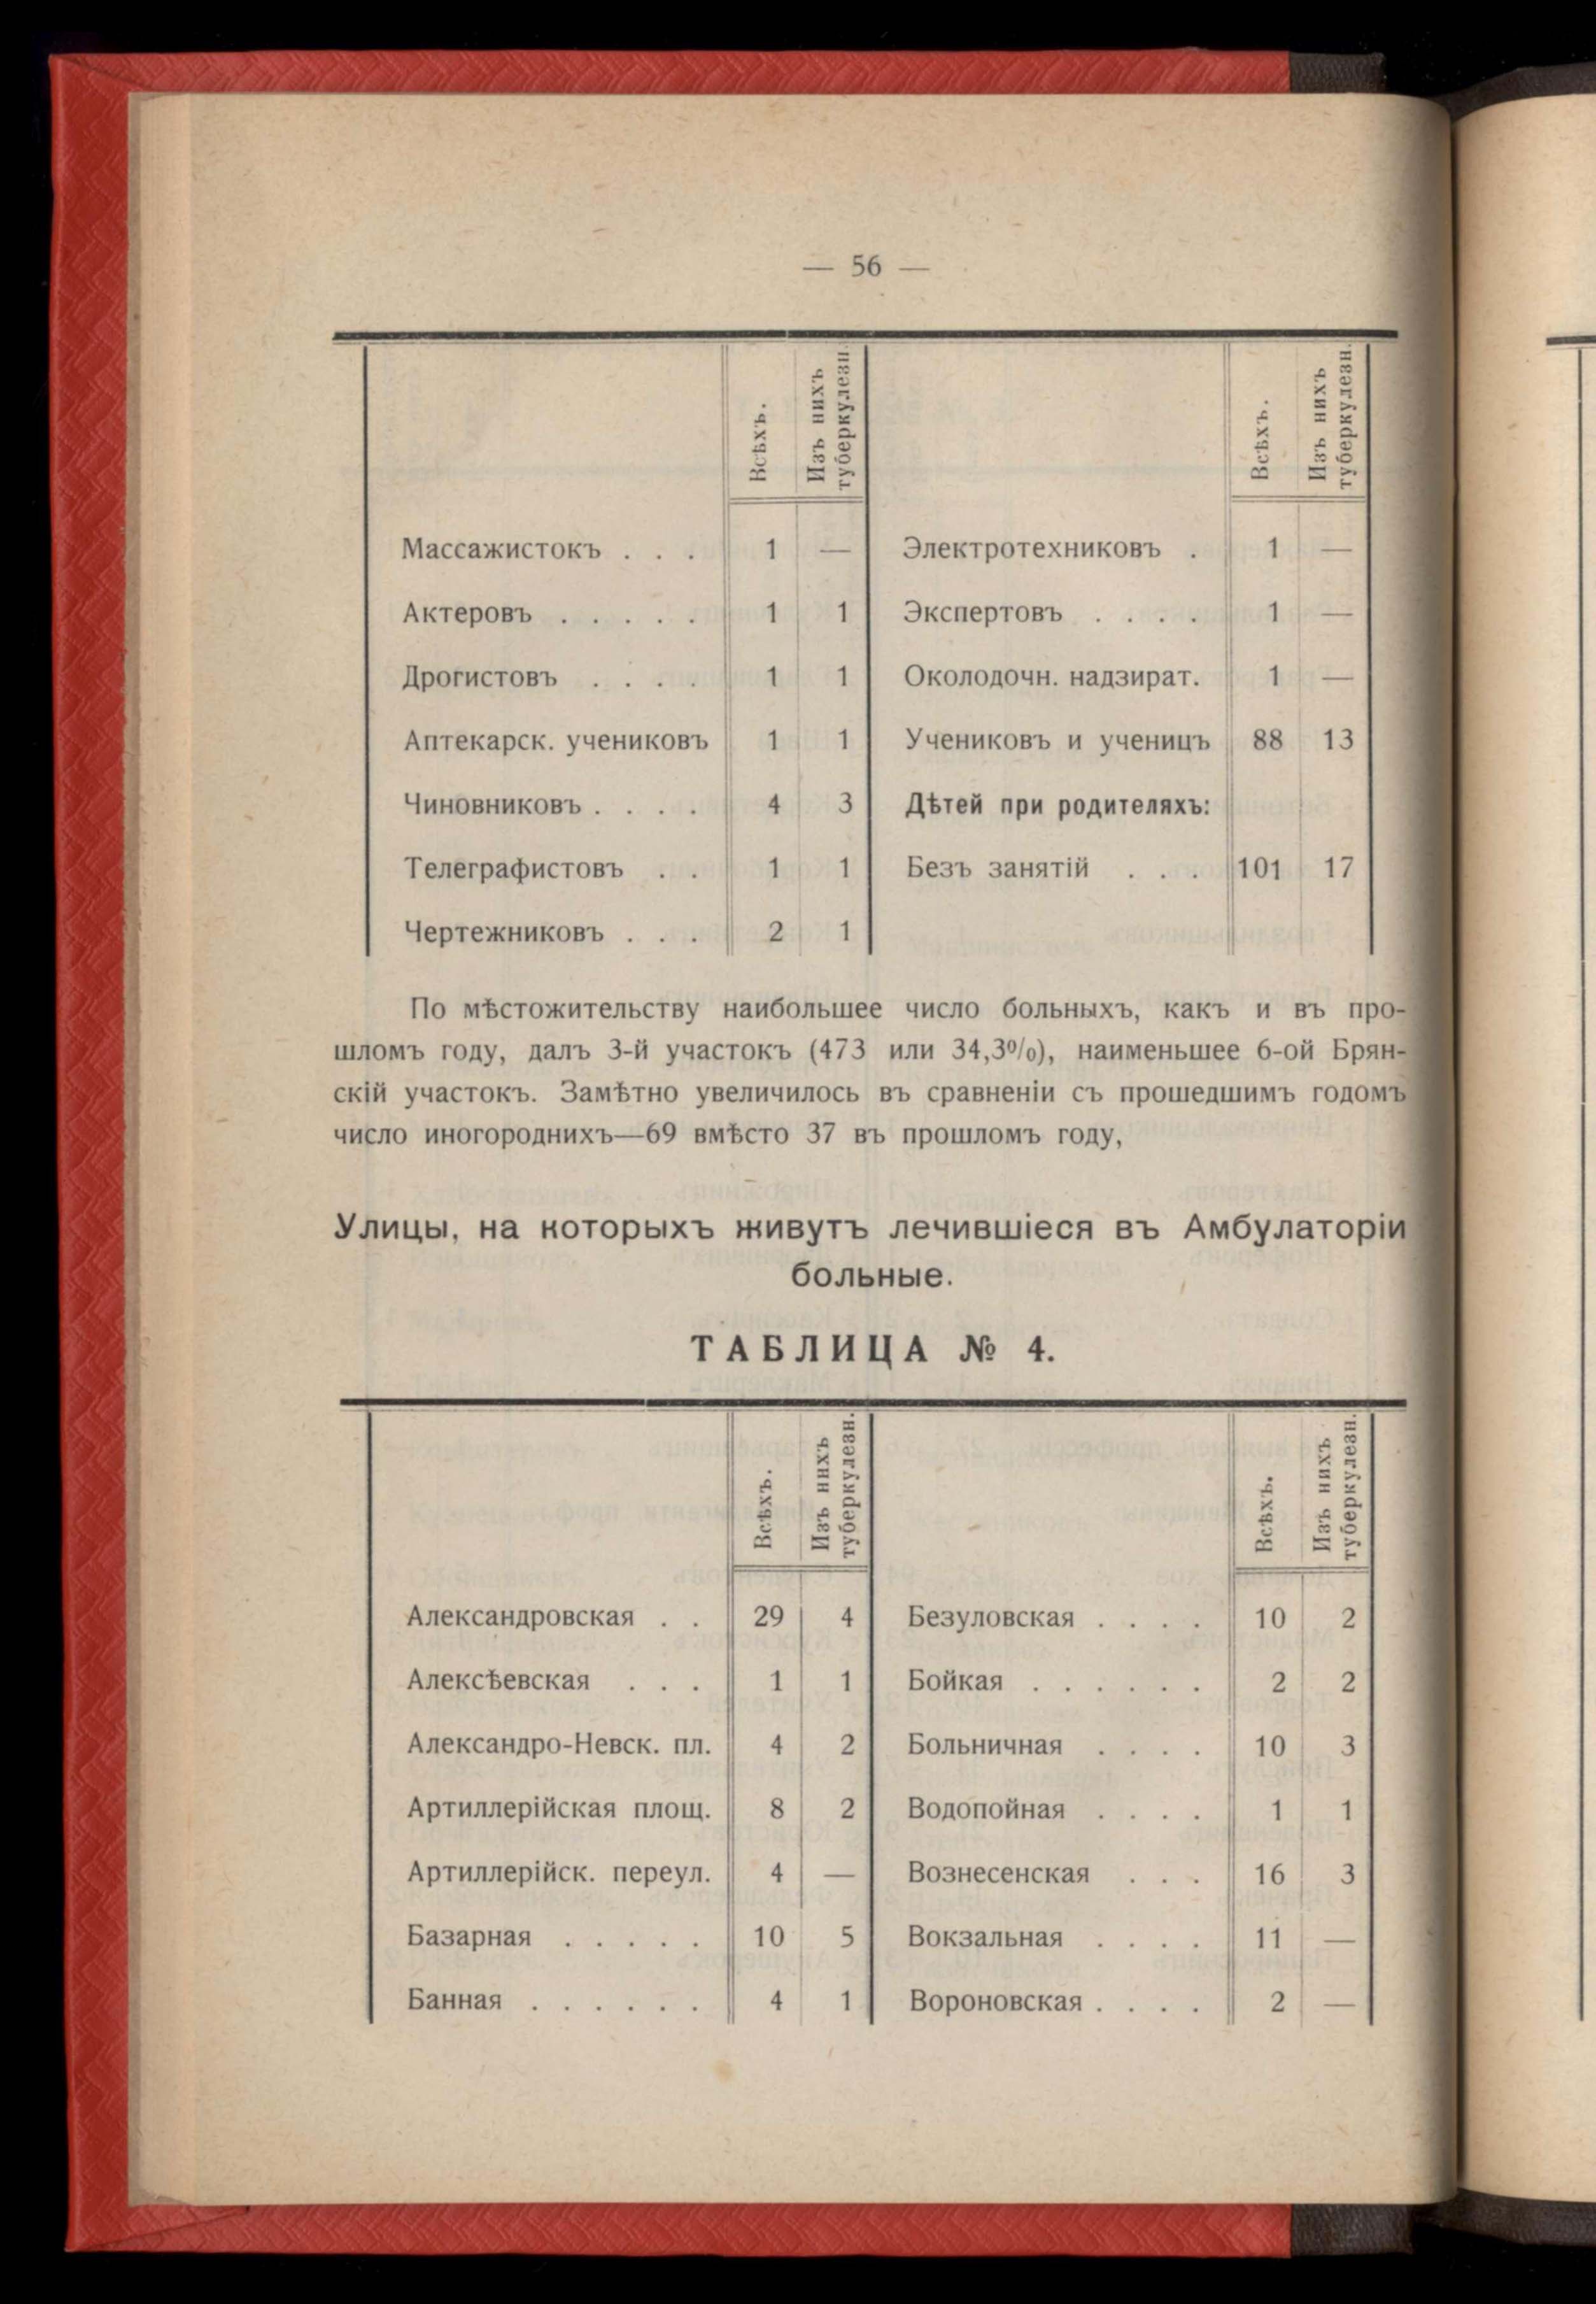 — 56 —
Всѣхъ. Изъ нихъ туберкулезн. Всѣхъ. Изъ нихъ туберкулезн.
Массажистокъ . . . 1 — Электротехниковъ . 1 —
Актеровъ . . . . . 1 1 Экспертовъ . . . . 1 —
Дрогистовъ . . . . 1 1 Околодочн. надзират. 1 —
Аптекарск. учениковъ 1 1 Учениковъ и ученицъ 88 13
Чиновниковъ . . . . 4 3 Дѣтей при родителяхъ:
Телеграфистовъ . . 1 1 Безъ занятій . . . 101 17
Чертежниковъ . . . 2 1
По мѣстожительству наибольшее число больныхъ, какъ и въ про-
шломъ году, далъ 3-й участокъ (473 или 34,3%), наименьшее 6-ой Брян-
скій участокъ. Замѣтно увеличилось въ сравненіи съ прошедшимъ годомъ
число иногороднихъ—69 вмѣсто 37 въ прошломъ году,
Улицы, на которыхъ живутъ лечившіеся въ Амбулаторіи
больные.
ТАБЛИЦА № 4.
Всѣхъ. Изъ нихъ туберкулезн. Всѣхъ. Изъ нихъ туберкулезн.
Александровская . . 29 4 Безуловская . . . . 10 2
Алексѣевская . . . 1 1 Бойкая . . . . . . 2 2
Александро-Невск. пл. 4 2 Больничная . . . . 10 3
Артиллерійская площ. 8 2 Водопойная . . . . 1 1
Артиллерійск. переул. 4 — Вознесенская . . . 16 3
Базарная . . . . . 10 5 Вокзальная . . . . 11 —
Банная . . . . . . 4 1 Вороновская . . . . 2 —